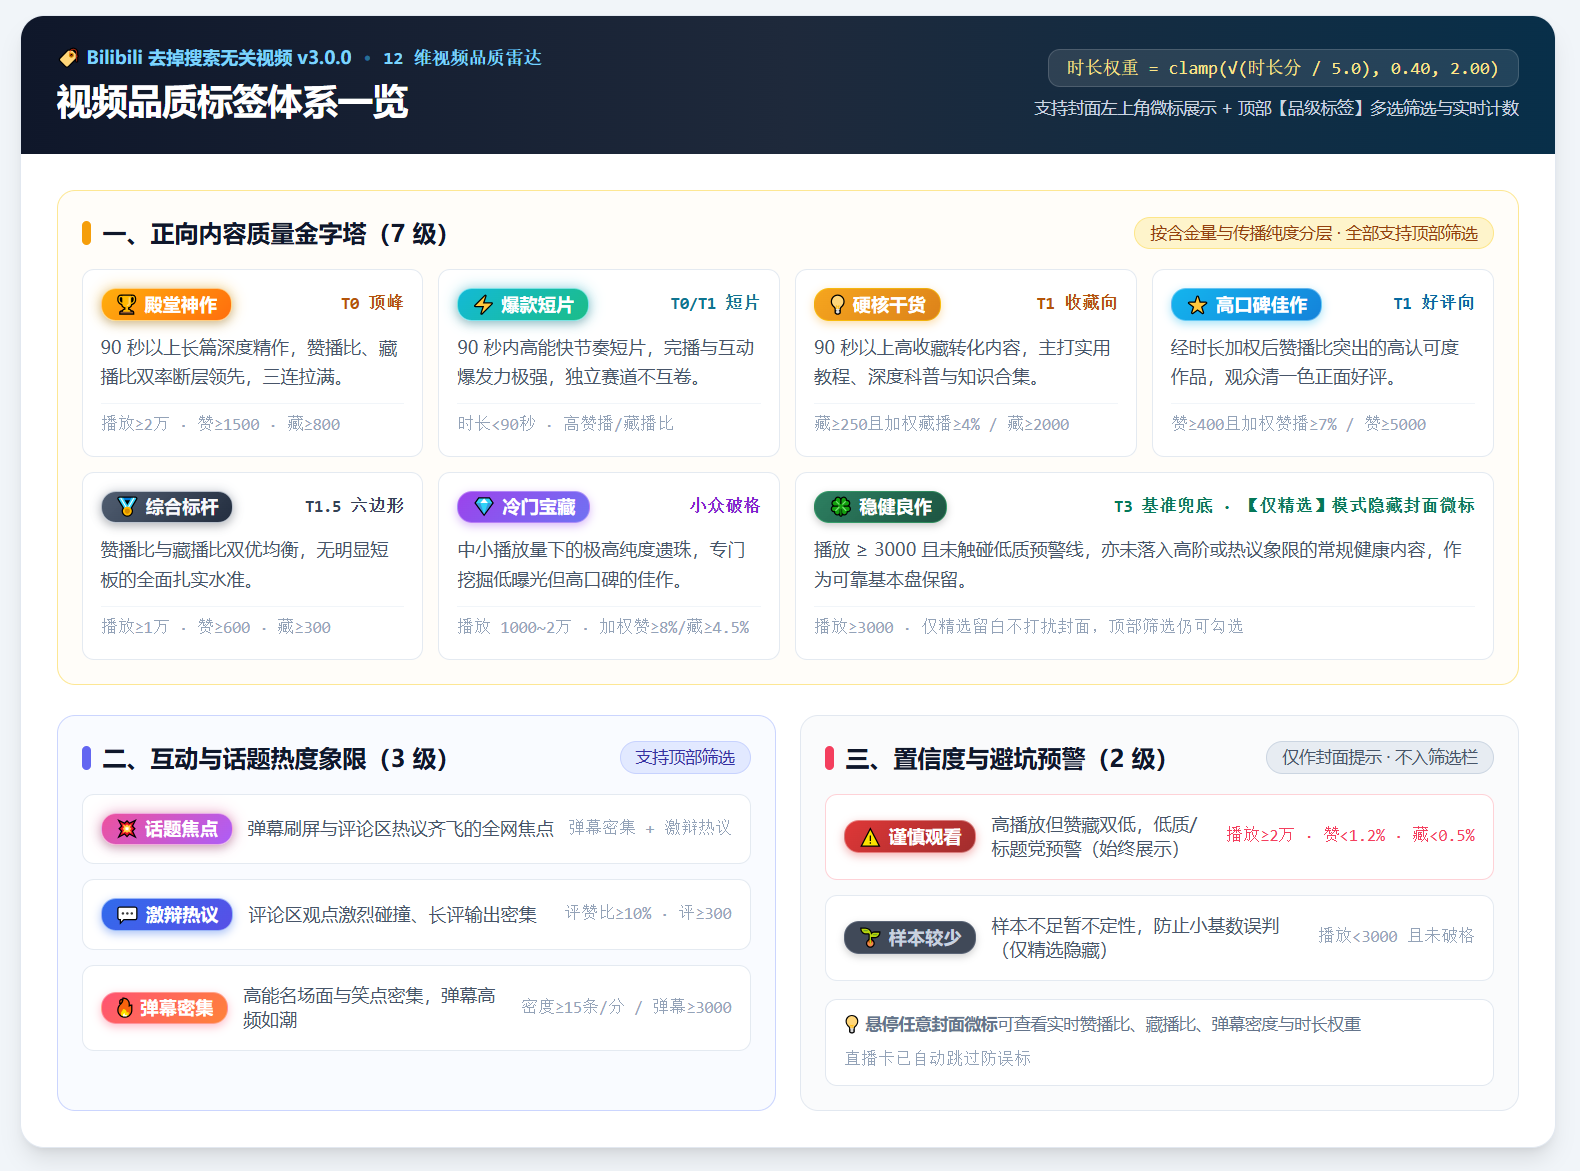 🏷️ Bilibili 去掉搜索无关视频 v3.0.0 • 12 维视频品质雷达
视频品质标签体系一览
时长权重 = clamp(√(时长分 / 5.0), 0.40, 2.00)
支持封面左上角微标展示 + 顶部【品级标签】多选筛选与实时计数
一、正向内容质量金字塔（7 级）
按含金量与传播纯度分层 · 全部支持顶部筛选
🏆 殿堂神作
T0 顶峰
90 秒以上长篇深度精作，赞播比、藏
播比双率断层领先，三连拉满。
播放≥2万 · 赞≥1500 · 藏≥800
⚡ 爆款短片
T0/T1 短片
90 秒内高能快节奏短片，完播与互动
爆发力极强，独立赛道不互卷。
时长<90秒 · 高赞播/藏播比
💡 硬核干货
T1 收藏向
90 秒以上高收藏转化内容，主打实用
教程、深度科普与知识合集。
藏≥250且加权藏播≥4% / 藏≥2000
⭐ 高口碑佳作
T1 好评向
经时长加权后赞播比突出的高认可度
作品，观众清一色正面好评。
赞≥400且加权赞播≥7% / 赞≥5000
🏅 综合标杆
T1.5 六边形
赞播比与藏播比双优均衡，无明显短
板的全面扎实水准。
播放≥1万 · 赞≥600 · 藏≥300
💎 冷门宝藏
小众破格
中小播放量下的极高纯度遗珠，专门
挖掘低曝光但高口碑的佳作。
播放 1000~2万 · 加权赞≥8%/藏≥4.5%
🍀 稳健良作
T3 基准兜底 · 【仅精选】模式隐藏封面微标
播放 ≥ 3000 且未触碰低质预警线，亦未落入高阶或热议象限的常规健康内容，作
为可靠基本盘保留。
播放≥3000 · 仅精选留白不打扰封面，顶部筛选仍可勾选
二、互动与话题热度象限（3 级）
支持顶部筛选
💥 话题焦点
弹幕刷屏与评论区热议齐飞的全网焦点
弹幕密集 + 激辩热议
💬 激辩热议
评论区观点激烈碰撞、长评输出密集
评赞比≥10% · 评≥300
🔥 弹幕密集
高能名场面与笑点密集，弹幕高
频如潮
密度≥15条/分 / 弹幕≥3000
三、置信度与避坑预警（2 级）
仅作封面提示 · 不入筛选栏
⚠️ 谨慎观看
高播放但赞藏双低，低质/
标题党预警（始终展示）
播放≥2万 · 赞<1.2% · 藏<0.5%
🌱 样本较少
样本不足暂不定性，防止小基数误判
（仅精选隐藏）
播放<3000 且未破格
💡 悬停任意封面微标可查看实时赞播比、藏播比、弹幕密度与时长权重
直播卡已自动跳过防误标